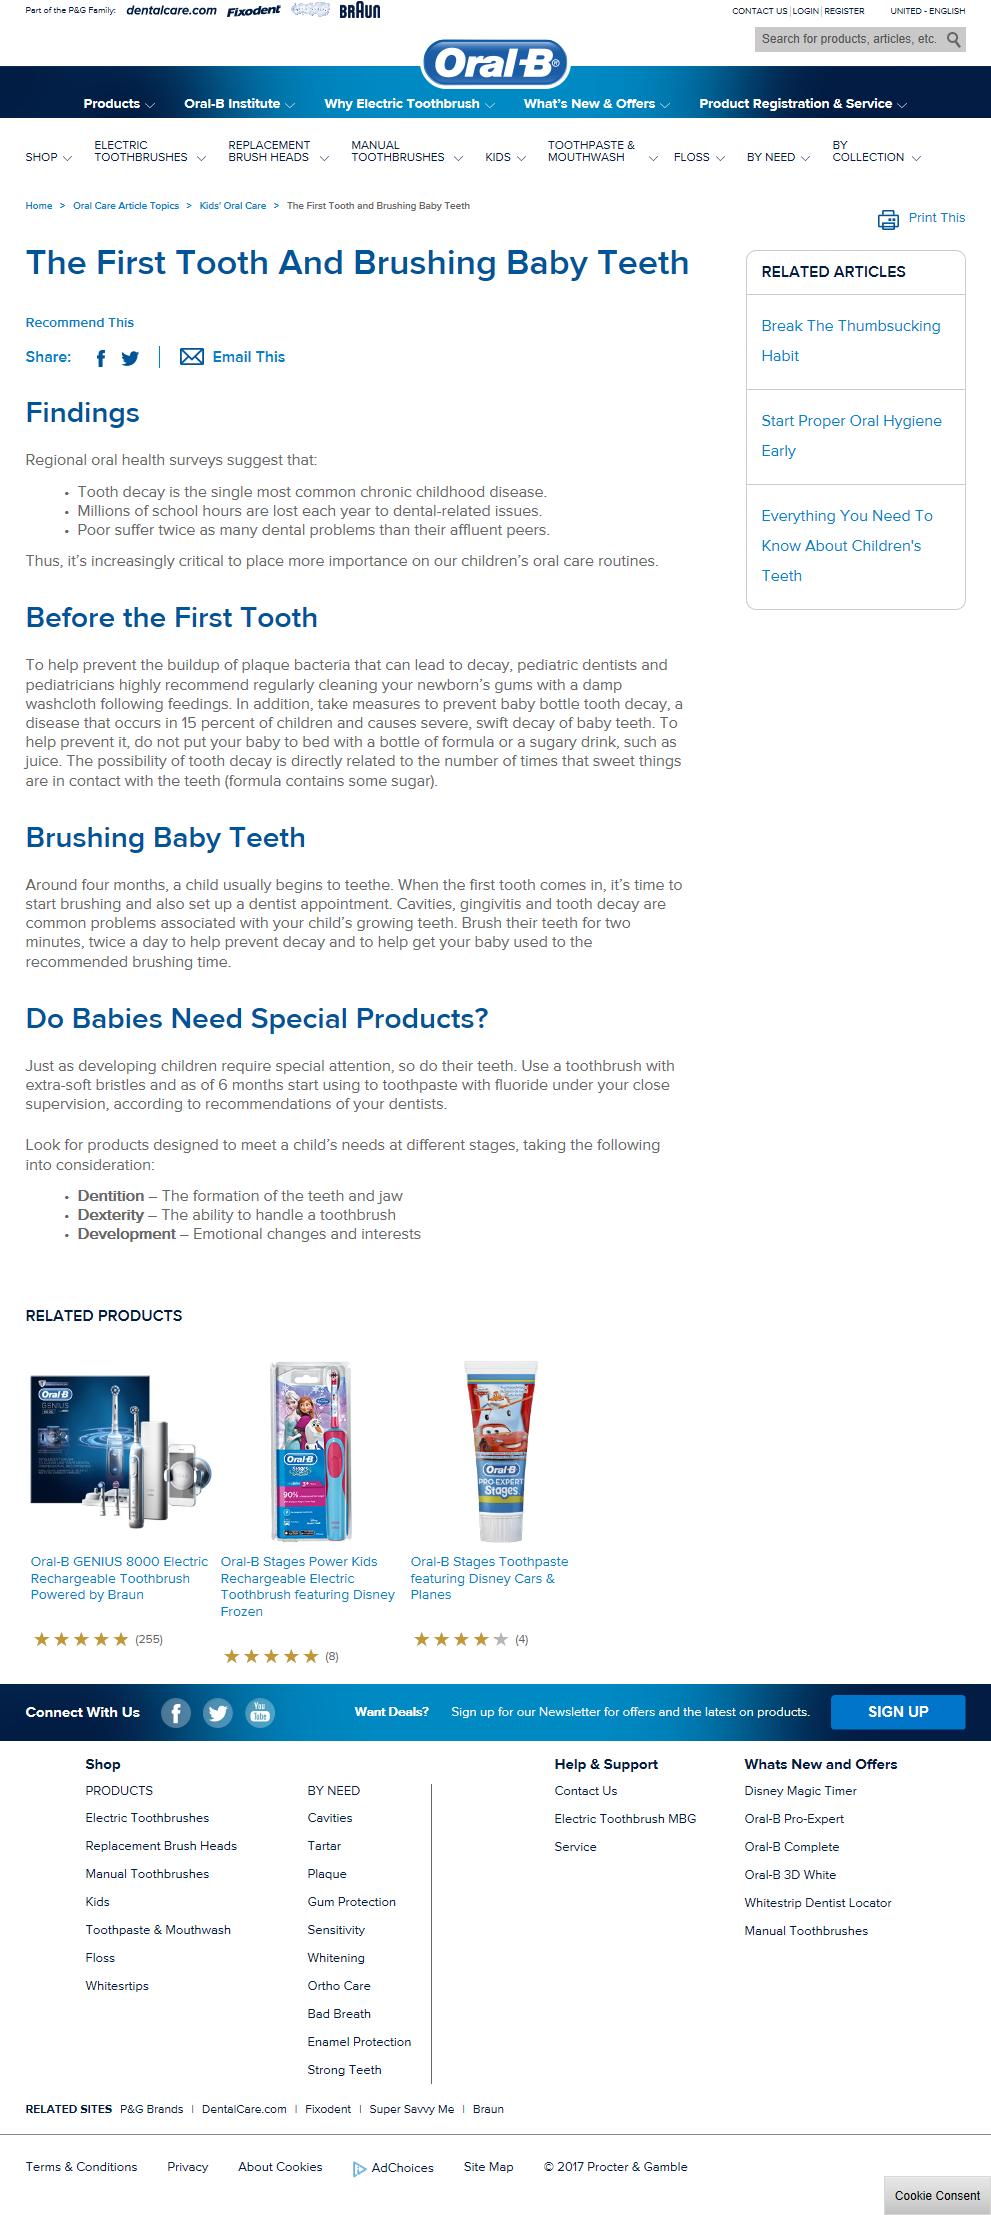 Part of the P&G Family: dentalcare.com Fixodent BRAUN
CONTACT US | LOGIN | REGISTER UNITED - ENGLISH
Search for products, articles, etc.
Oral-B®
Products Oral-B Institute Why Electric Toothbrush What's New & Offers Product Registration & Service
SHOP ELECTRIC TOOTHBRUSHES REPLACEMENT BRUSH HEADS MANUAL TOOTHBRUSHES KIDS TOOTHPASTE & MOUTHWASH FLOSS BY NEED BY COLLECTION
Home > Oral Care Article Topics > Kids' Oral Care > The First Tooth and Brushing Baby Teeth
Print This
The First Tooth And Brushing Baby Teeth
Recommend This
Share: Email This
RELATED ARTICLES
Break The Thumbsucking
Habit
Start Proper Oral Hygiene
Early
Everything You Need To
Know About Children's
Teeth
Findings
Regional oral health surveys suggest that:
• Tooth decay is the single most common chronic childhood disease.
• Millions of school hours are lost each year to dental-related issues.
• Poor suffer twice as many dental problems than their affluent peers.
Thus, it's increasingly critical to place more importance on our children's oral care routines.
Before the First Tooth
To help prevent the buildup of plaque bacteria that can lead to decay, pediatric dentists and
pediatricians highly recommend regularly cleaning your newborn's gums with a damp
washcloth following feedings. In addition, take measures to prevent baby bottle tooth decay, a
disease that occurs in 15 percent of children and causes severe, swift decay of baby teeth. To
help prevent it, do not put your baby to bed with a bottle of formula or a sugary drink, such as
juice. The possibility of tooth decay is directly related to the number of times that sweet things
are in contact with the teeth (formula contains some sugar).
Brushing Baby Teeth
Around four months, a child usually begins to teethe. When the first tooth comes in, it's time to
start brushing and also set up a dentist appointment. Cavities, gingivitis and tooth decay are
common problems associated with your child's growing teeth. Brush their teeth for two
minutes, twice a day to help prevent decay and to help get your baby used to the
recommended brushing time.
Do Babies Need Special Products?
Just as developing children require special attention, so do their teeth. Use a toothbrush with
extra-soft bristles and as of 6 months start using to toothpaste with fluoride under your close
supervision, according to recommendations of your dentists.
Look for products designed to meet a child's needs at different stages, taking the following
into consideration:
• Dentition – The formation of the teeth and jaw
• Dexterity – The ability to handle a toothbrush
• Development – Emotional changes and interests
RELATED PRODUCTS
Oral-B
GENIUS
Oral-B
Stages
3+
90%
Oral-B
PRO-EXPERT
Stages
Oral-B GENIUS 8000 Electric
Rechargeable Toothbrush
Powered by Braun
(255)
Oral-B Stages Power Kids
Rechargeable Electric
Toothbrush featuring Disney
Frozen
(8)
Oral-B Stages Toothpaste
featuring Disney Cars &
Planes
(4)
Connect With Us You Tube Want Deals? Sign up for our Newsletter for offers and the latest on products. SIGN UP
Shop
PRODUCTS
Electric Toothbrushes
Replacement Brush Heads
Manual Toothbrushes
Kids
Toothpaste & Mouthwash
Floss
Whitesrtips
BY NEED
Cavities
Tartar
Plaque
Gum Protection
Sensitivity
Whitening
Ortho Care
Bad Breath
Enamel Protection
Strong Teeth
Help & Support
Contact Us
Electric Toothbrush MBG
Service
Whats New and Offers
Disney Magic Timer
Oral-B Pro-Expert
Oral-B Complete
Oral-B 3D White
Whitestrip Dentist Locator
Manual Toothbrushes
RELATED SITES P&G Brands | DentalCare.com | Fixodent | Super Savvy Me | Braun
Terms & Conditions Privacy About Cookies AdChoices Site Map © 2017 Procter & Gamble
Cookie Consent